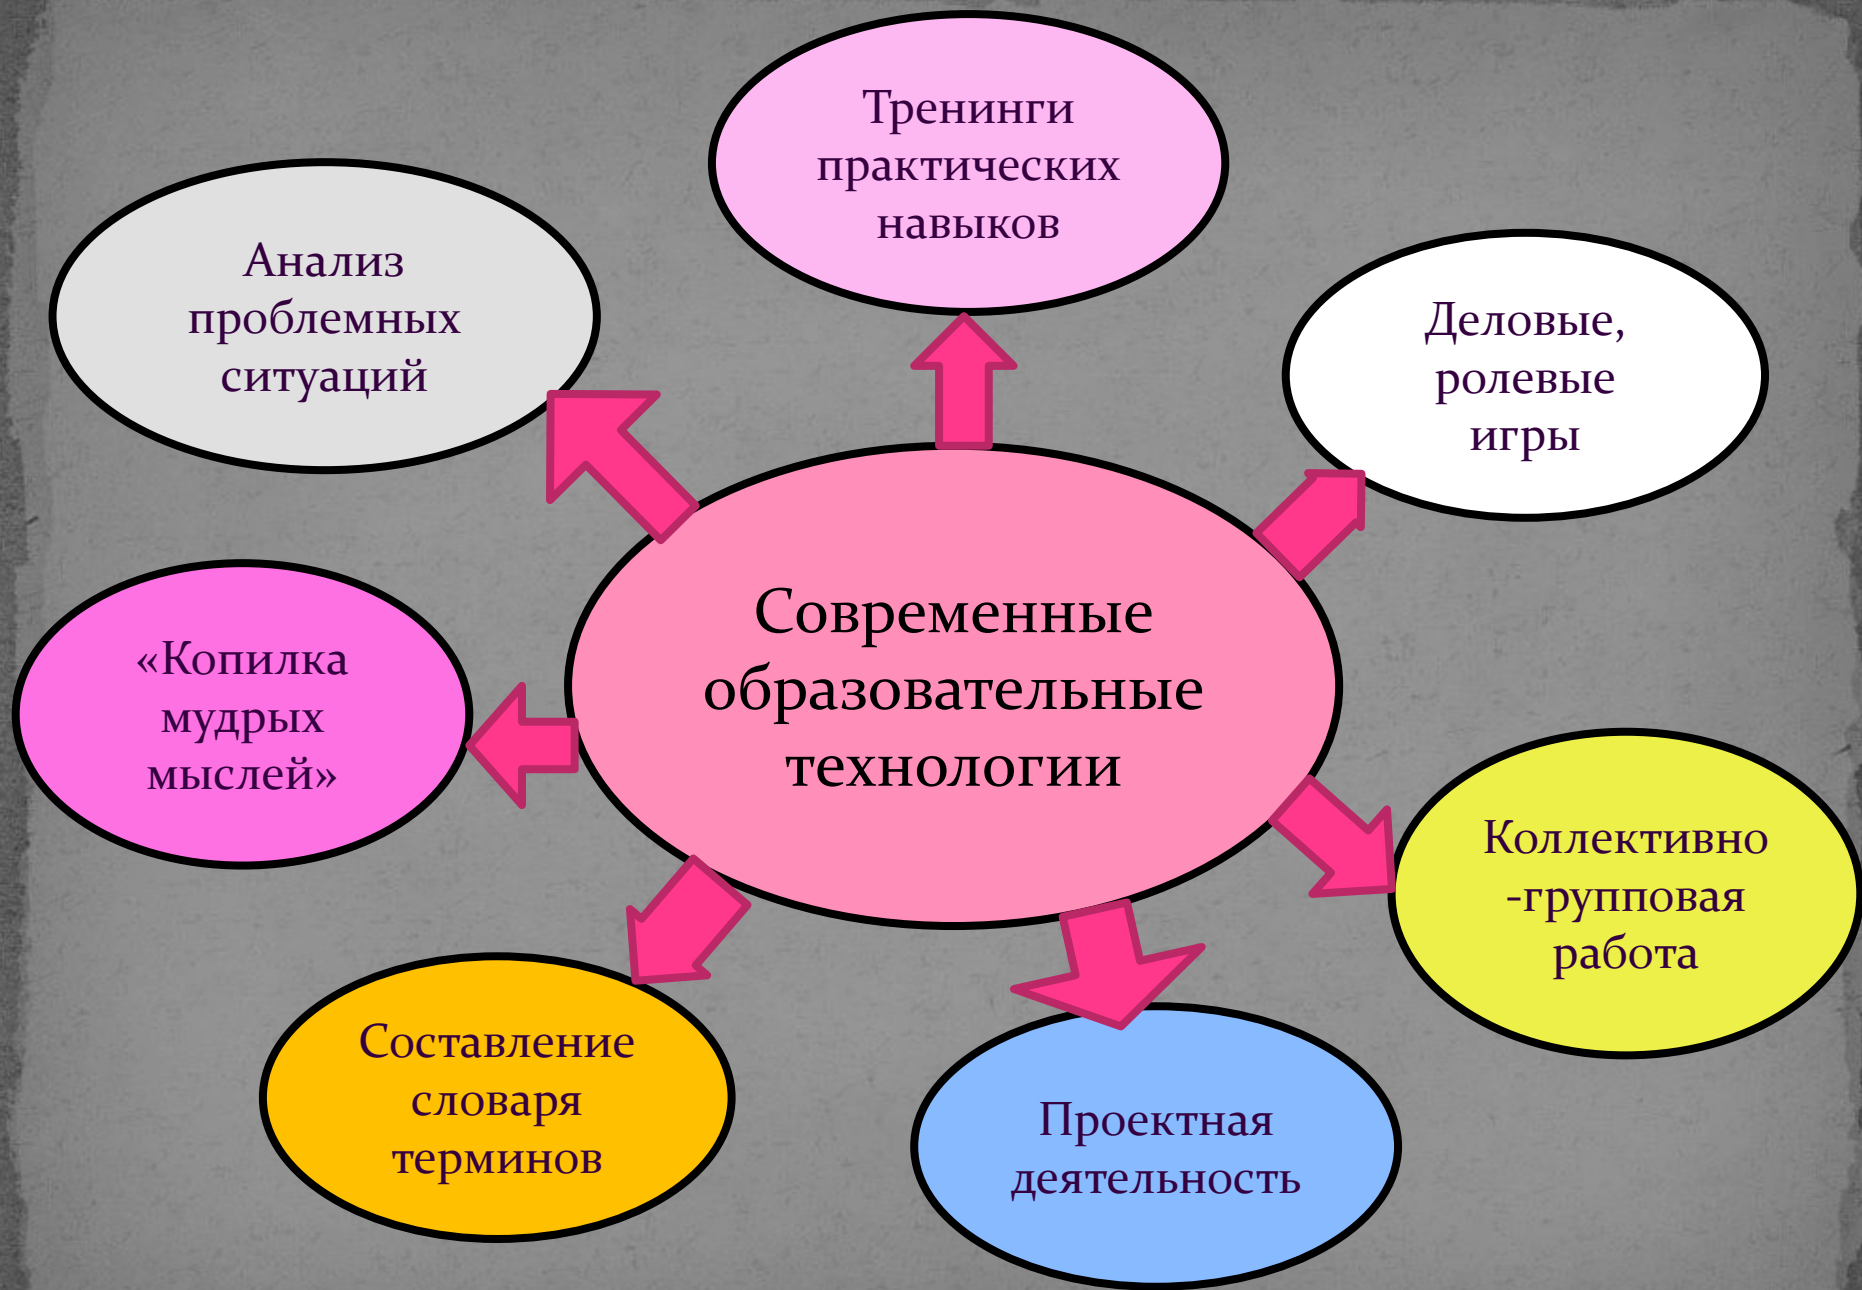 Тренинги
практических
навыков
Анализ
проблемных
ситуаций
Деловые,
ролевые
игры
Современные
образовательные
технологии
«Копилка
мудрых
мыслей»
Коллективно
-групповая
работа
Составление
словаря
терминов
Проектная
деятельность